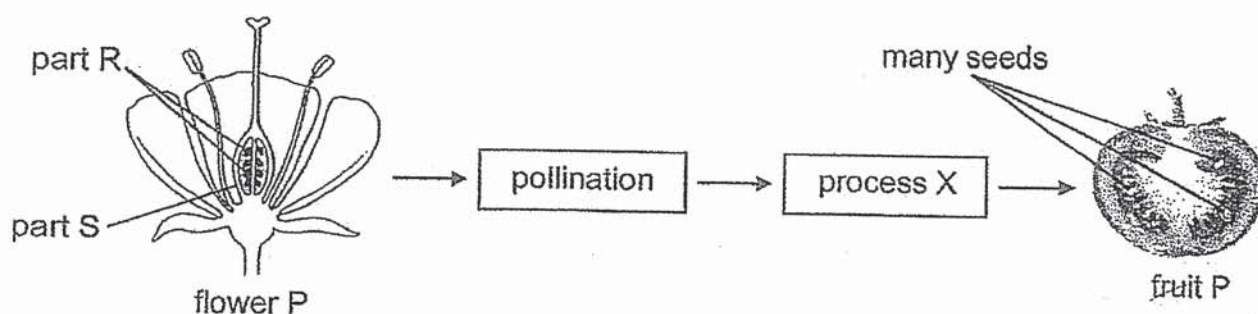 part R
many seeds
pollination
process X
part S
flower P
fruit P